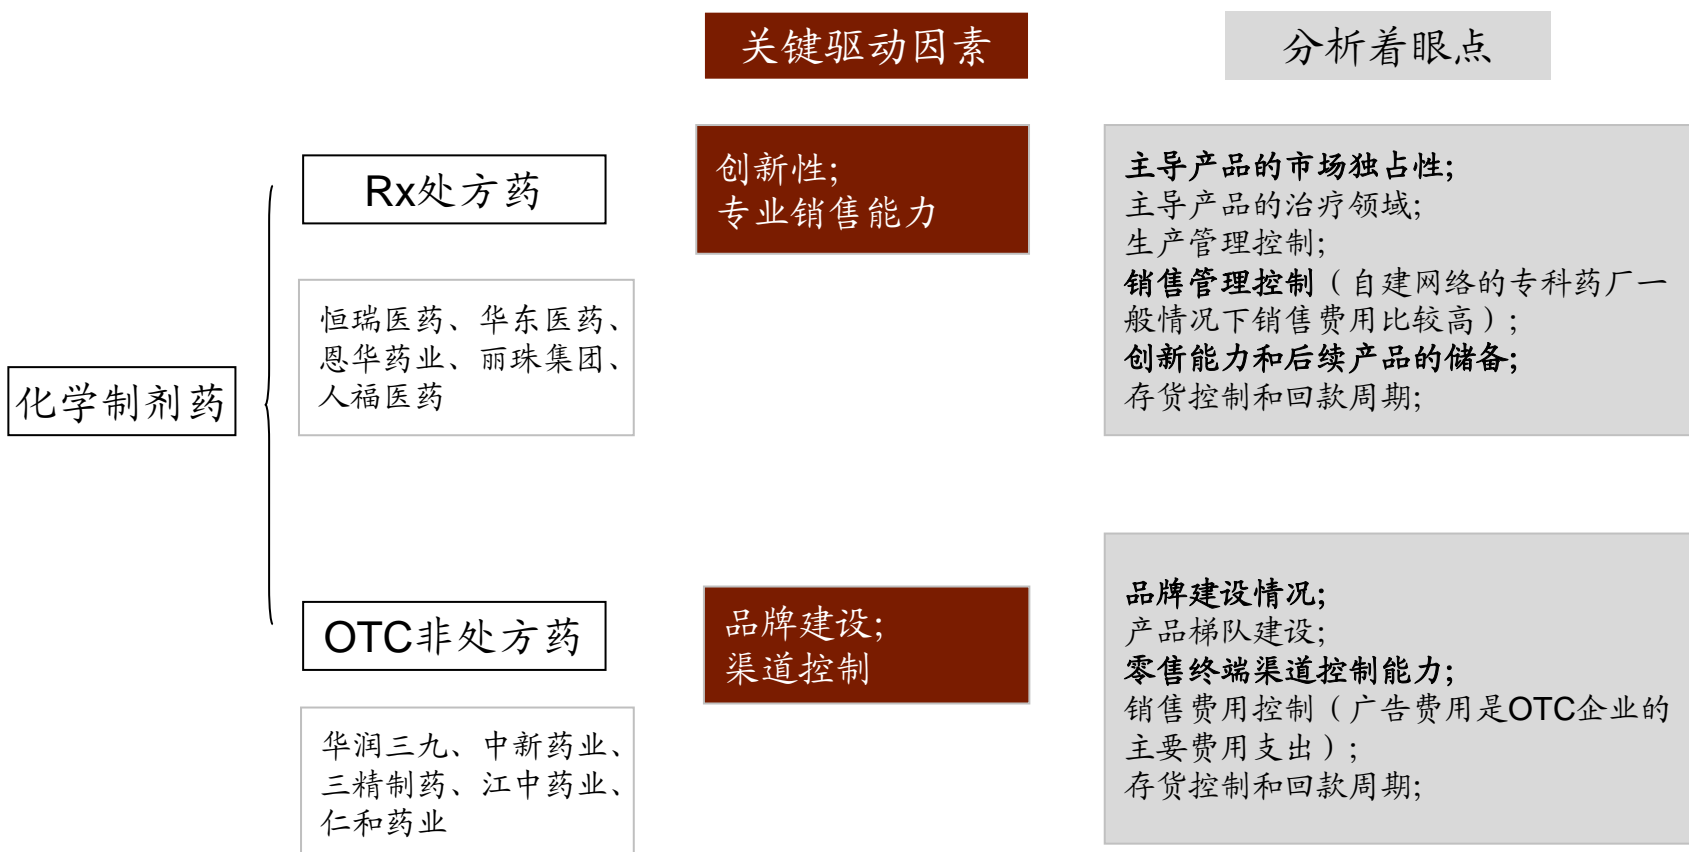 关键驱动因素
分析着眼点
化学制剂药
Rx处方药
恒瑞医药、华东医药、
恩华药业、丽珠集团、
人福医药
创新性;
专业销售能力
主导产品的市场独占性;
主导产品的治疗领域;
生产管理控制;
销售管理控制（自建网络的专科药厂一
般情况下销售费用比较高）;
创新能力和后续产品的储备;
存货控制和回款周期;
OTC非处方药
华润三九、中新药业、
三精制药、江中药业、
仁和药业
品牌建设;
渠道控制
品牌建设情况;
产品梯队建设;
零售终端渠道控制能力;
销售费用控制（广告费用是OTC企业的
主要费用支出）;
存货控制和回款周期;